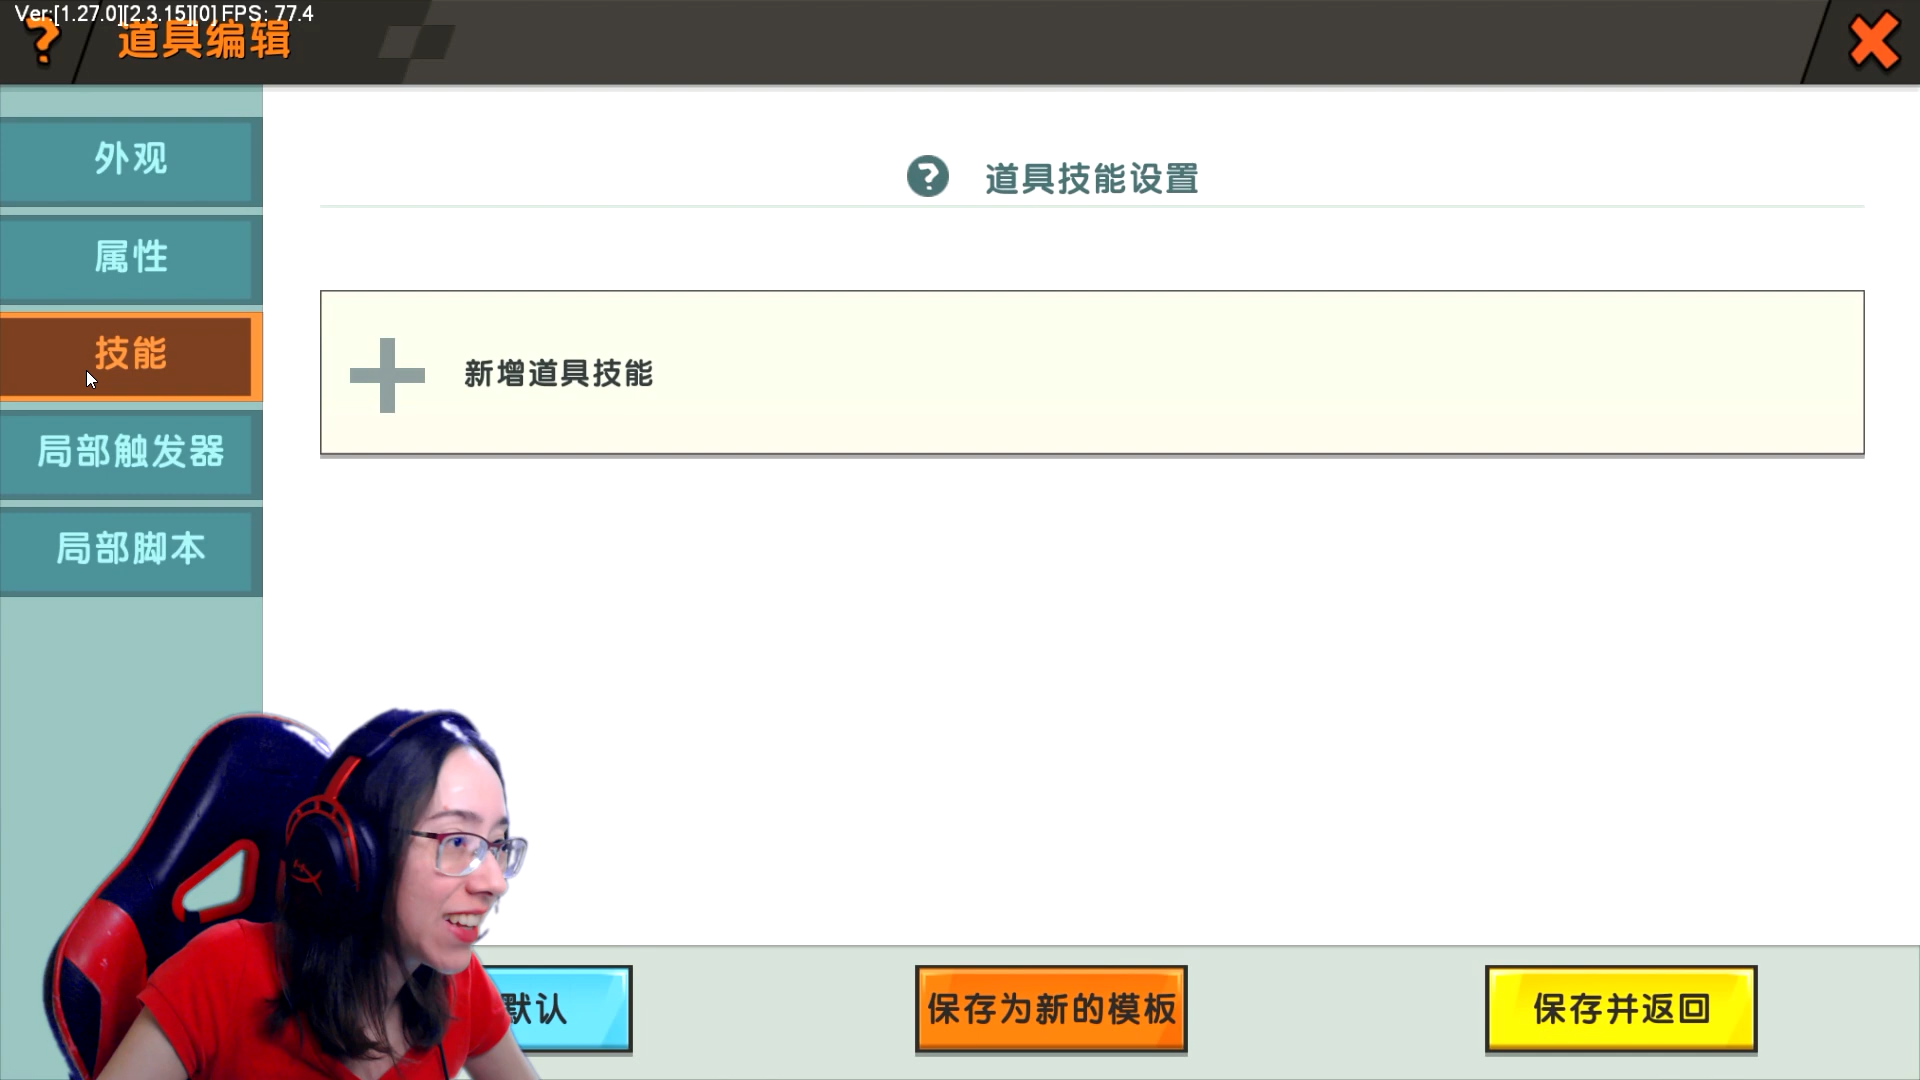 Ver:[1.27.0][2.3.15][0] FPS: 77.4
道具编辑
外观
属性
技能
局部触发器
局部脚本
道具技能设置
新增道具技能
默认
保存为新的模板
保存并返回